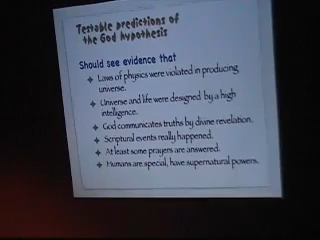 Testable predictions of
the God hypothesis
Should see evidence that
Laws of physics were violated in producing
unverse.
Universe and life were designed by a high
intelligence.
God communicates truths by divine revelation.
Scriptural events really happened.
At least some prayers are answered.
Humans are special, have supernatural powers.